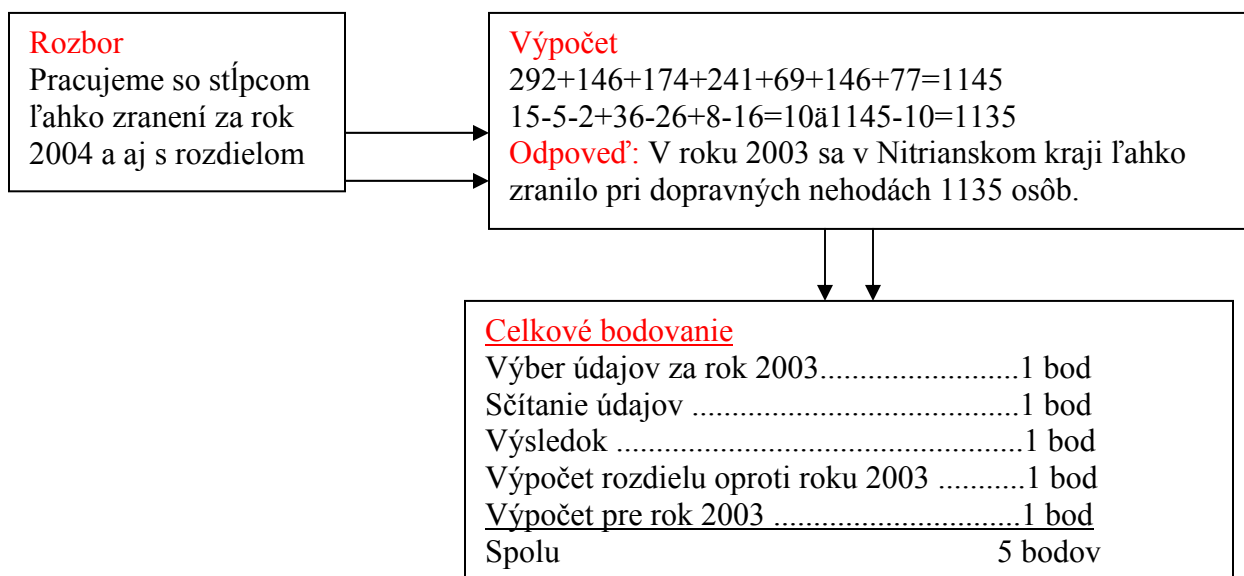 Rozbor
Pracujeme so stĺpcom
ľahko zranení za rok
2004 a aj s rozdielom
Výpočet
292+146+174+241+69+146+77=1145
15-5-2+36-26+8-16=10ä1145-10=1135
Odpoveď: V roku 2003 sa v Nitrianskom kraji ľahko
zranilo pri dopravných nehodách 1135 osôb.
Celkové bodovanie
Výber údajov za rok 2003..........................1 bod
Sčítanie údajov ..........................................1 bod
Výsledok .....................................................1 bod
Výpočet rozdielu oproti roku 2003 ...........1 bod
Výpočet pre rok 2003 ................................1 bod
Spolu 5 bodov